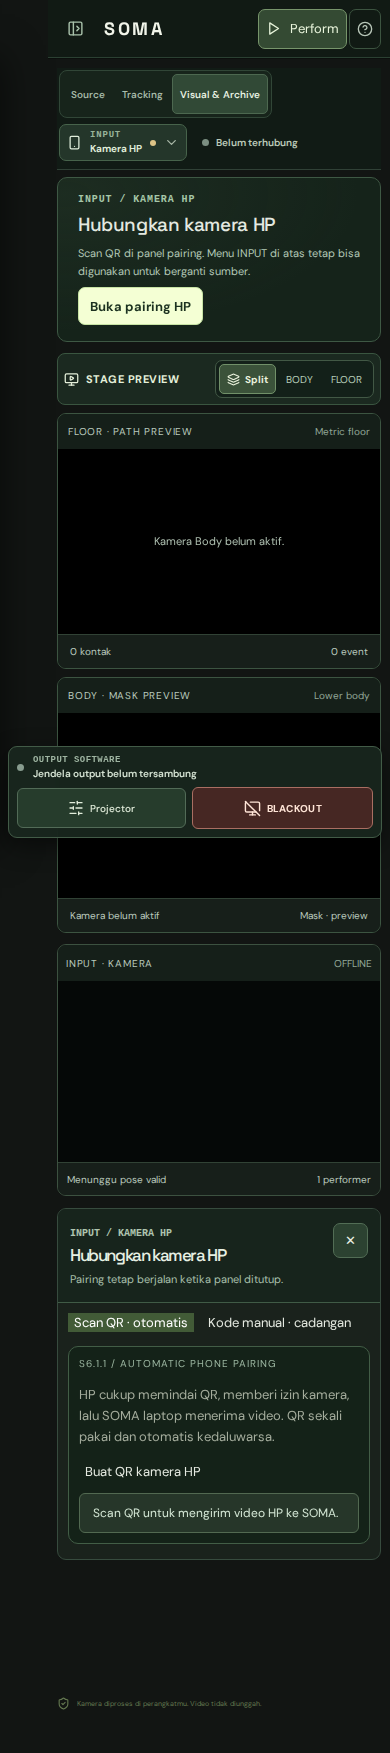 SOMA
Perform
Source
Tracking
Visual & Archive
INPUT
Kamera HP
Belum terhubung
INPUT / KAMERA HP
Hubungkan kamera HP
Scan QR di panel pairing. Menu INPUT di atas tetap bisa
digunakan untuk berganti sumber.
Buka pairing HP
STAGE PREVIEW
Split
BODY
FLOOR
FLOOR · PATH PREVIEW
Metric floor
Kamera Body belum aktif.
0 kontak
0 event
BODY · MASK PREVIEW
Lower body
OUTPUT SOFTWARE
Jendela output belum tersambung
Projector
BLACKOUT
Kamera belum aktif
Mask · preview
INPUT · KAMERA
OFFLINE
Menunggu pose valid
1 performer
INPUT / KAMERA HP
Hubungkan kamera HP
Pairing tetap berjalan ketika panel ditutup.
×
Scan QR · otomatis
Kode manual · cadangan
S6.1.1 / AUTOMATIC PHONE PAIRING
HP cukup memindai QR, memberi izin kamera,
lalu SOMA laptop menerima video. QR sekali
pakai dan otomatis kedaluwarsa.
Buat QR kamera HP
Scan QR untuk mengirim video HP ke SOMA.
Kamera diproses di perangkatmu. Video tidak diunggah.